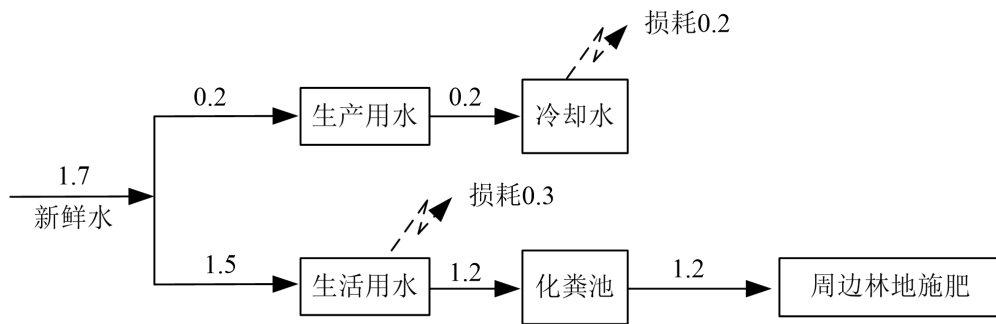 损耗0.2
0.2
生产用水
0.2
冷却水
1.7
新鲜水
损耗0.3
1.5
生活用水
1.2
化粪池
1.2
周边林地施肥